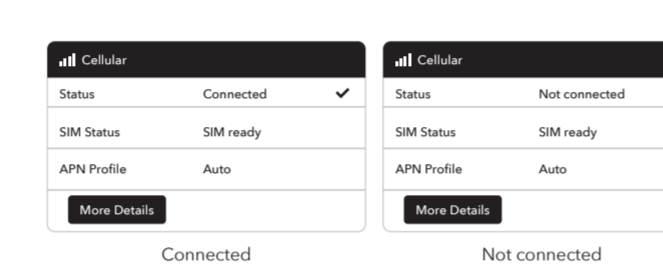 Cellular
Status Connected
SIM Status SIM ready
APN Profile Auto
More Details
Connected
Cellular
Status Not connected
SIM Status SIM ready
APN Profile Auto
More Details
Not connected